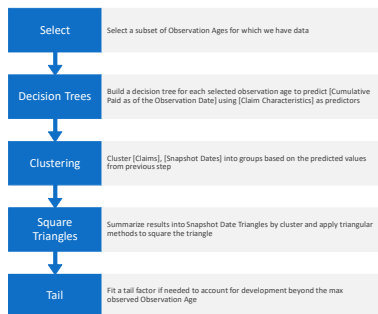 Select
Select a subset of Observation Ages for which we have data
Decision Trees
Build a decision tree for each selected observation age to predict [Cumulative
Paid as of the Observation Date] using [Claim Characteristics] as predictors
Clustering
Cluster [Claims], [Snapshot Dates] into groups based on the predicted values
from previous step
Square
Triangles
Summarize results into Snapshot Date Triangles by cluster and apply triangular
methods to square the triangle
Tail
Fit a tail factor if needed to account for development beyond the max
observed Observation Age